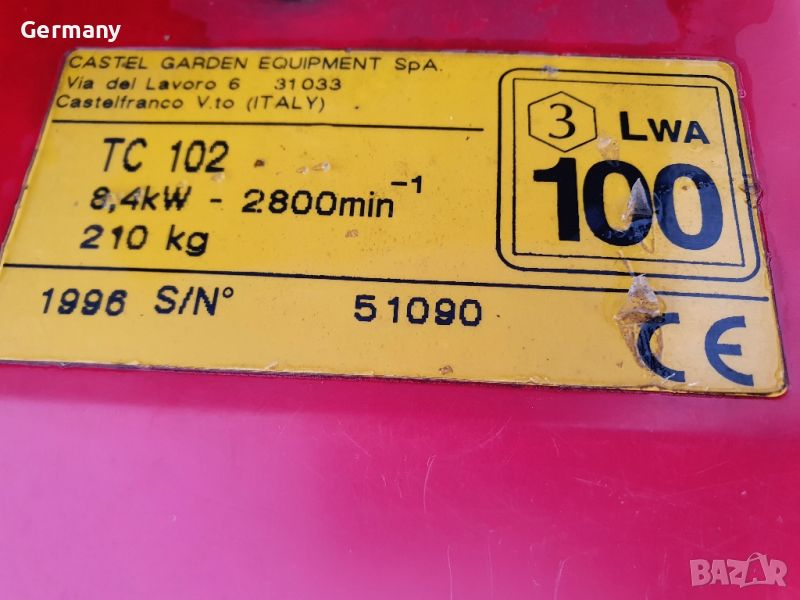 Germany
CASTEL GARDEN EQUIPMENT SpA.
Via del Lavoro 6 31033
Castelfranco V.to (ITALY)
TC 102
8,4kW - 2800min⁻¹
210 kg
3 LWA
100
1996 S/N° 51090
CE
BAZAR